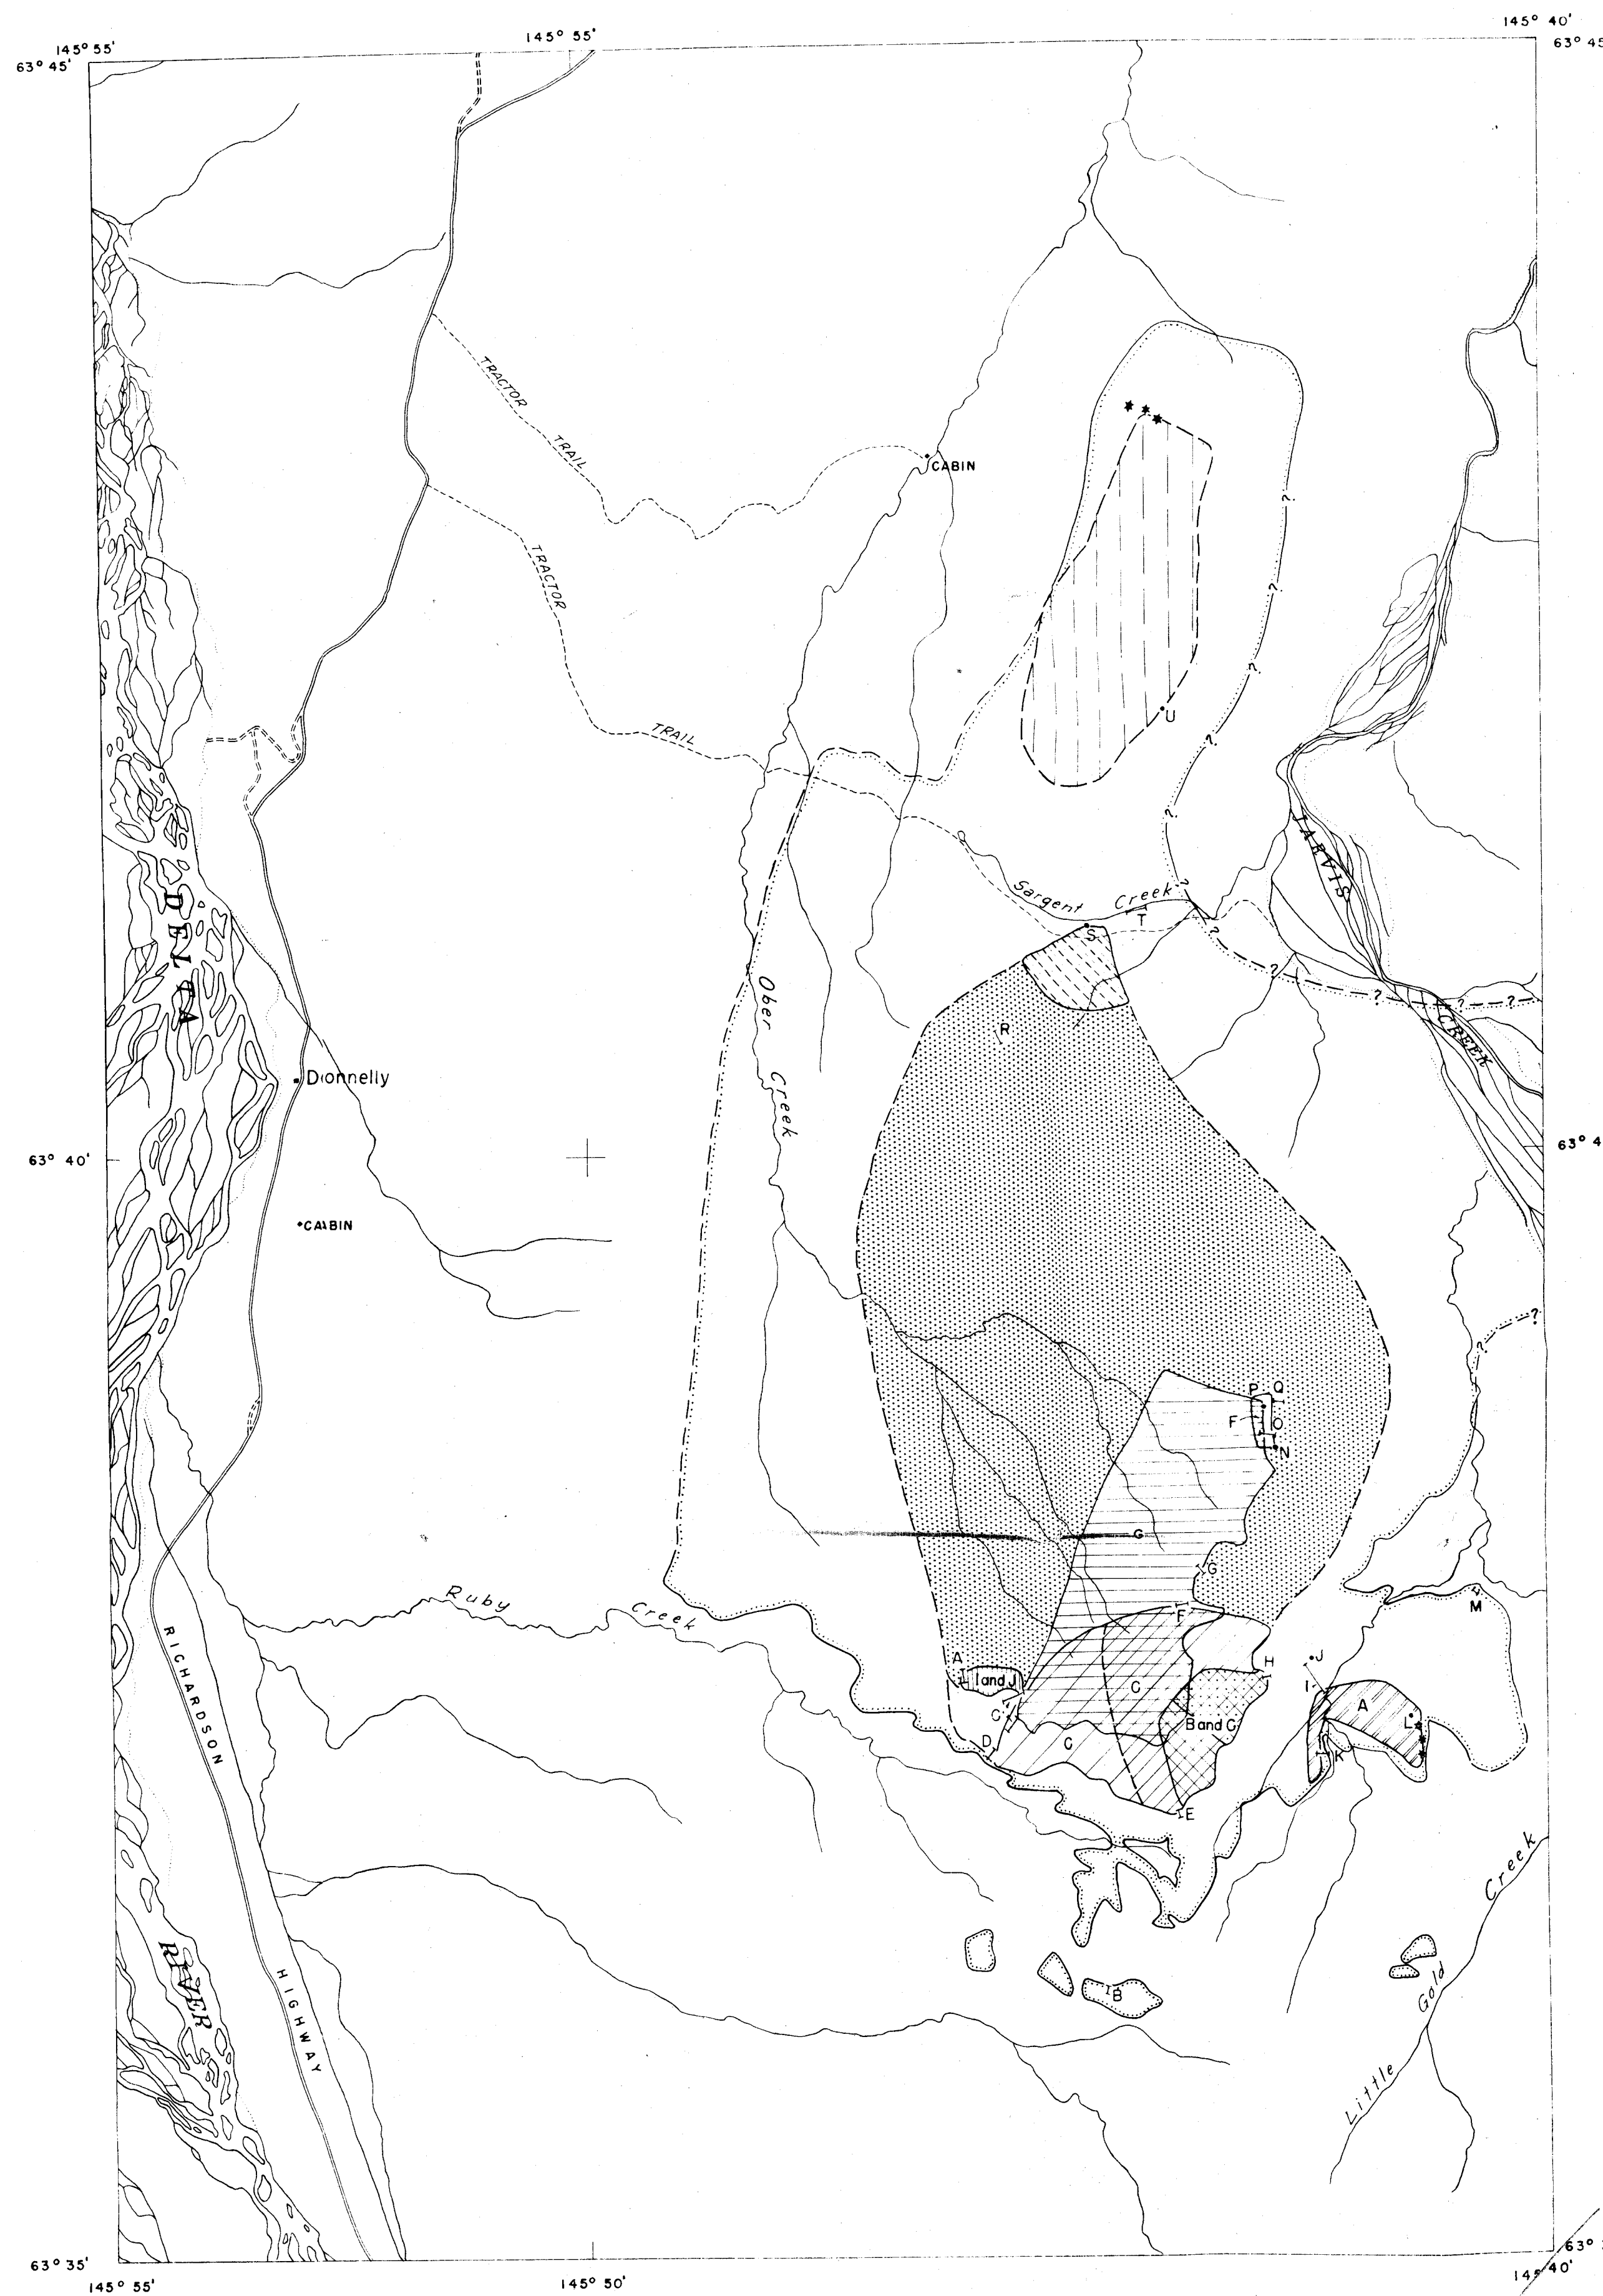 145° 55'
145° 55'
145° 40'
63° 45'
63° 45
TRACTOR
TRAIL
CABIN
TRACTOR
TRAIL
?
?
?
U
?
?
JARVIS
CREEK
Sargent Creek
?
T
S
?
?
?
?
?
R
DELTA
RIVER
Ober
Creek
Donnelly
63° 40'
63° 4
CABIN
?
?
P
Q
F
O
N
G
G
Ruby
Creek
M
F
A
I and J
H
J
I
C
C
A
L
B and C
D
C
K
E
RICHARDSON
HIGHWAY
B
Little
Gold
Creek
63° 35'
63°
145° 55'
145° 50'
145° 40'